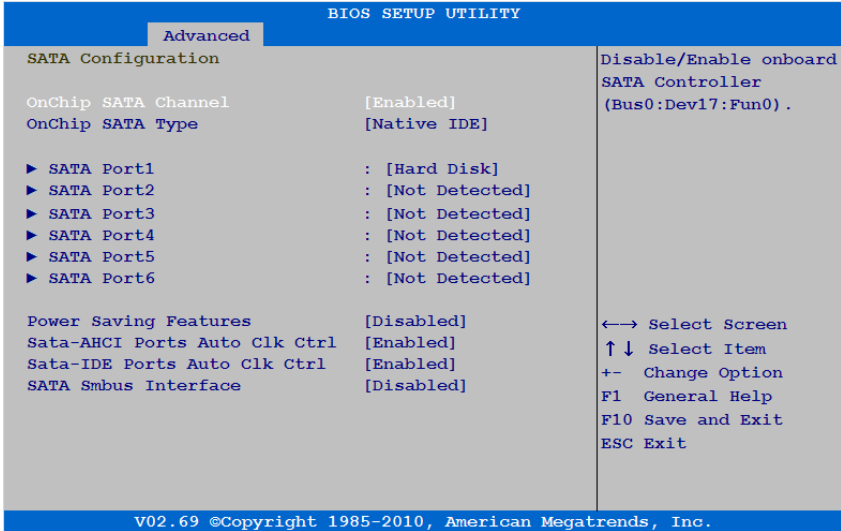 BIOS SETUP UTILITY
Advanced
SATA Configuration
OnChip SATA Channel [Enabled]
OnChip SATA Type [Native IDE]
► SATA Port1 : [Hard Disk]
► SATA Port2 : [Not Detected]
► SATA Port3 : [Not Detected]
► SATA Port4 : [Not Detected]
► SATA Port5 : [Not Detected]
► SATA Port6 : [Not Detected]
Power Saving Features [Disabled]
Sata-AHCI Ports Auto Clk Ctrl [Enabled]
Sata-IDE Ports Auto Clk Ctrl [Enabled]
SATA Smbus Interface [Disabled]
Disable/Enable onboard
SATA Controller
(Bus0:Dev17:Fun0).
←→ Select Screen
↑↓ Select Item
+- Change Option
F1 General Help
F10 Save and Exit
ESC Exit
V02.69 ©Copyright 1985-2010, American Megatrends, Inc.